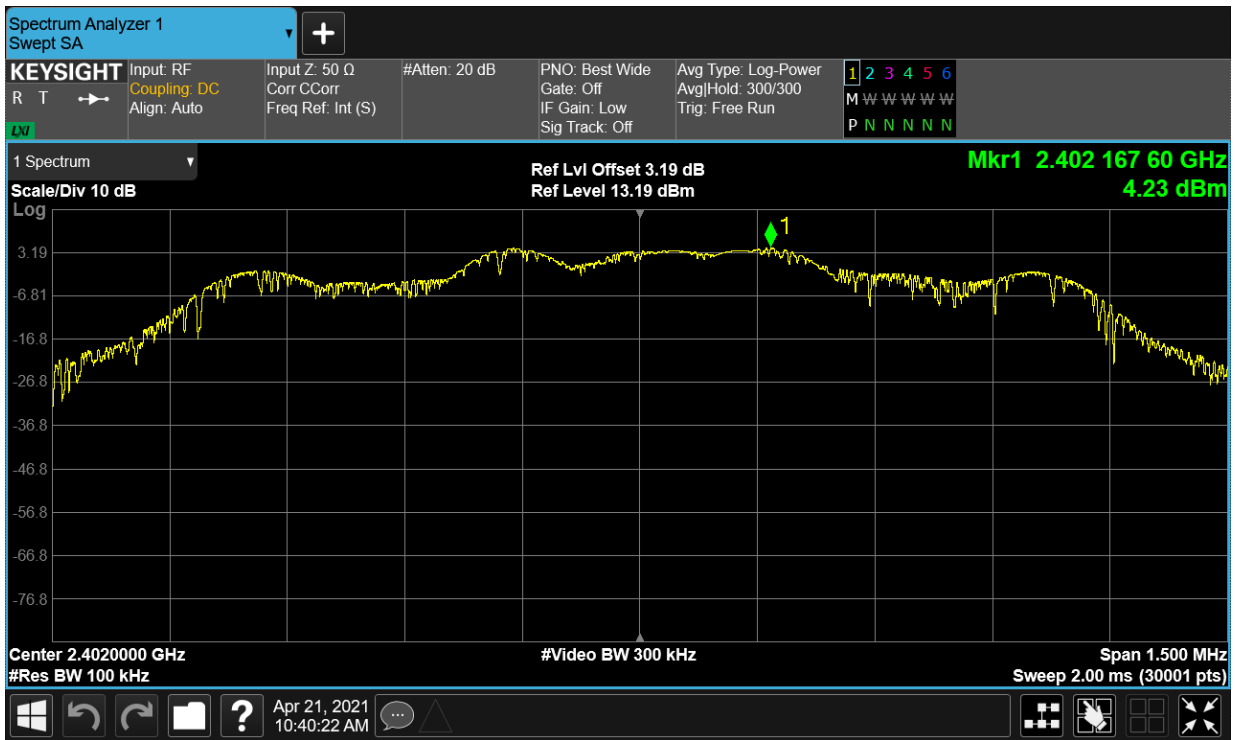 Spectrum Analyzer 1
Swept SA
KEYSIGHT
R T
LXI
Input: RF
Coupling: DC
Align: Auto
Input Z: 50 Ω
Corr CCorr
Freq Ref: Int (S)
#Atten: 20 dB
PNO: Best Wide
Gate: Off
IF Gain: Low
Sig Track: Off
Avg Type: Log-Power
Avg|Hold: 300/300
Trig: Free Run
1 2 3 4 5 6
M W W W W W
P N N N N N
1 Spectrum
Scale/Div 10 dB
Log
Ref Lvl Offset 3.19 dB
Ref Level 13.19 dBm
Mkr1 2.402 167 60 GHz
4.23 dBm
1
3.19
-6.81
-16.8
-26.8
-36.8
-46.8
-56.8
-66.8
-76.8
Center 2.4020000 GHz
#Res BW 100 kHz
#Video BW 300 kHz
Span 1.500 MHz
Sweep 2.00 ms (30001 pts)
?
Apr 21, 2021
10:40:22 AM